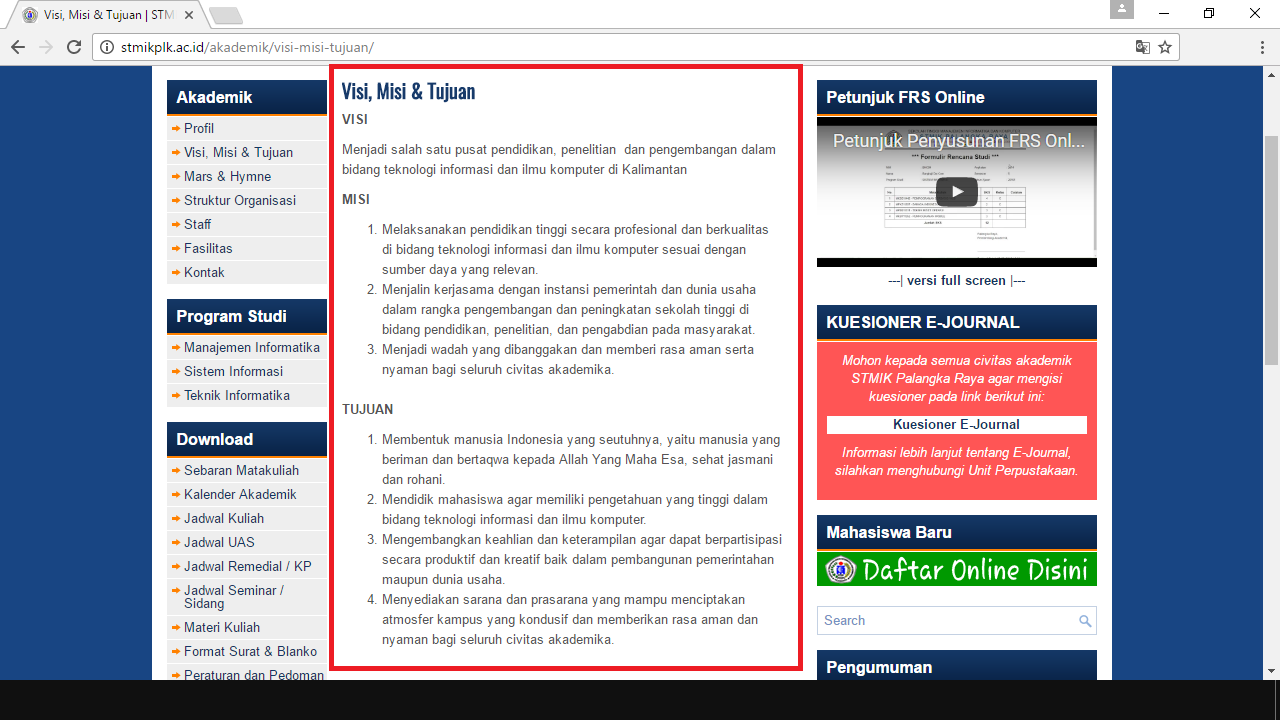 Visi, Misi & Tujuan | STM
stmikplk.ac.id/akademik/visi-misi-tujuan/
Akademik
Profil
Visi, Misi & Tujuan
Mars & Hymne
Struktur Organisasi
Staff
Fasilitas
Kontak
Program Studi
Manajemen Informatika
Sistem Informasi
Teknik Informatika
Download
Sebaran Matakuliah
Kalender Akademik
Jadwal Kuliah
Jadwal UAS
Jadwal Remedial / KP
Jadwal Seminar /
Sidang
Materi Kuliah
Format Surat & Blanko
Peraturan dan Pedoman
Visi, Misi & Tujuan
VISI
Menjadi salah satu pusat pendidikan, penelitian dan pengembangan dalam
bidang teknologi informasi dan ilmu komputer di Kalimantan
MISI
1. Melaksanakan pendidikan tinggi secara profesional dan berkualitas
di bidang teknologi informasi dan ilmu komputer sesuai dengan
sumber daya yang relevan.
2. Menjalin kerjasama dengan instansi pemerintah dan dunia usaha
dalam rangka pengembangan dan peningkatan sekolah tinggi di
bidang pendidikan, penelitian, dan pengabdian pada masyarakat.
3. Menjadi wadah yang dibanggakan dan memberi rasa aman serta
nyaman bagi seluruh civitas akademika.
TUJUAN
1. Membentuk manusia Indonesia yang seutuhnya, yaitu manusia yang
beriman dan bertaqwa kepada Allah Yang Maha Esa, sehat jasmani
dan rohani.
2. Mendidik mahasiswa agar memiliki pengetahuan yang tinggi dalam
bidang teknologi informasi dan ilmu komputer.
3. Mengembangkan keahlian dan keterampilan agar dapat berpartisipasi
secara produktif dan kreatif baik dalam pembangunan pemerintahan
maupun dunia usaha.
4. Menyediakan sarana dan prasarana yang mampu menciptakan
atmosfer kampus yang kondusif dan memberikan rasa aman dan
nyaman bagi seluruh civitas akademika.
Petunjuk FRS Online
Petunjuk Penyusunan FRS Onl...
*** Formulir Rencana Studi ***
---| versi full screen |---
KUESIONER E-JOURNAL
Mohon kepada semua civitas akademik
STMIK Palangka Raya agar mengisi
kuesioner pada link berikut ini:
Kuesioner E-Journal
Informasi lebih lanjut tentang E-Journal,
silahkan menghubungi Unit Perpustakaan.
Mahasiswa Baru
Daftar Online Disini
Search
Pengumuman